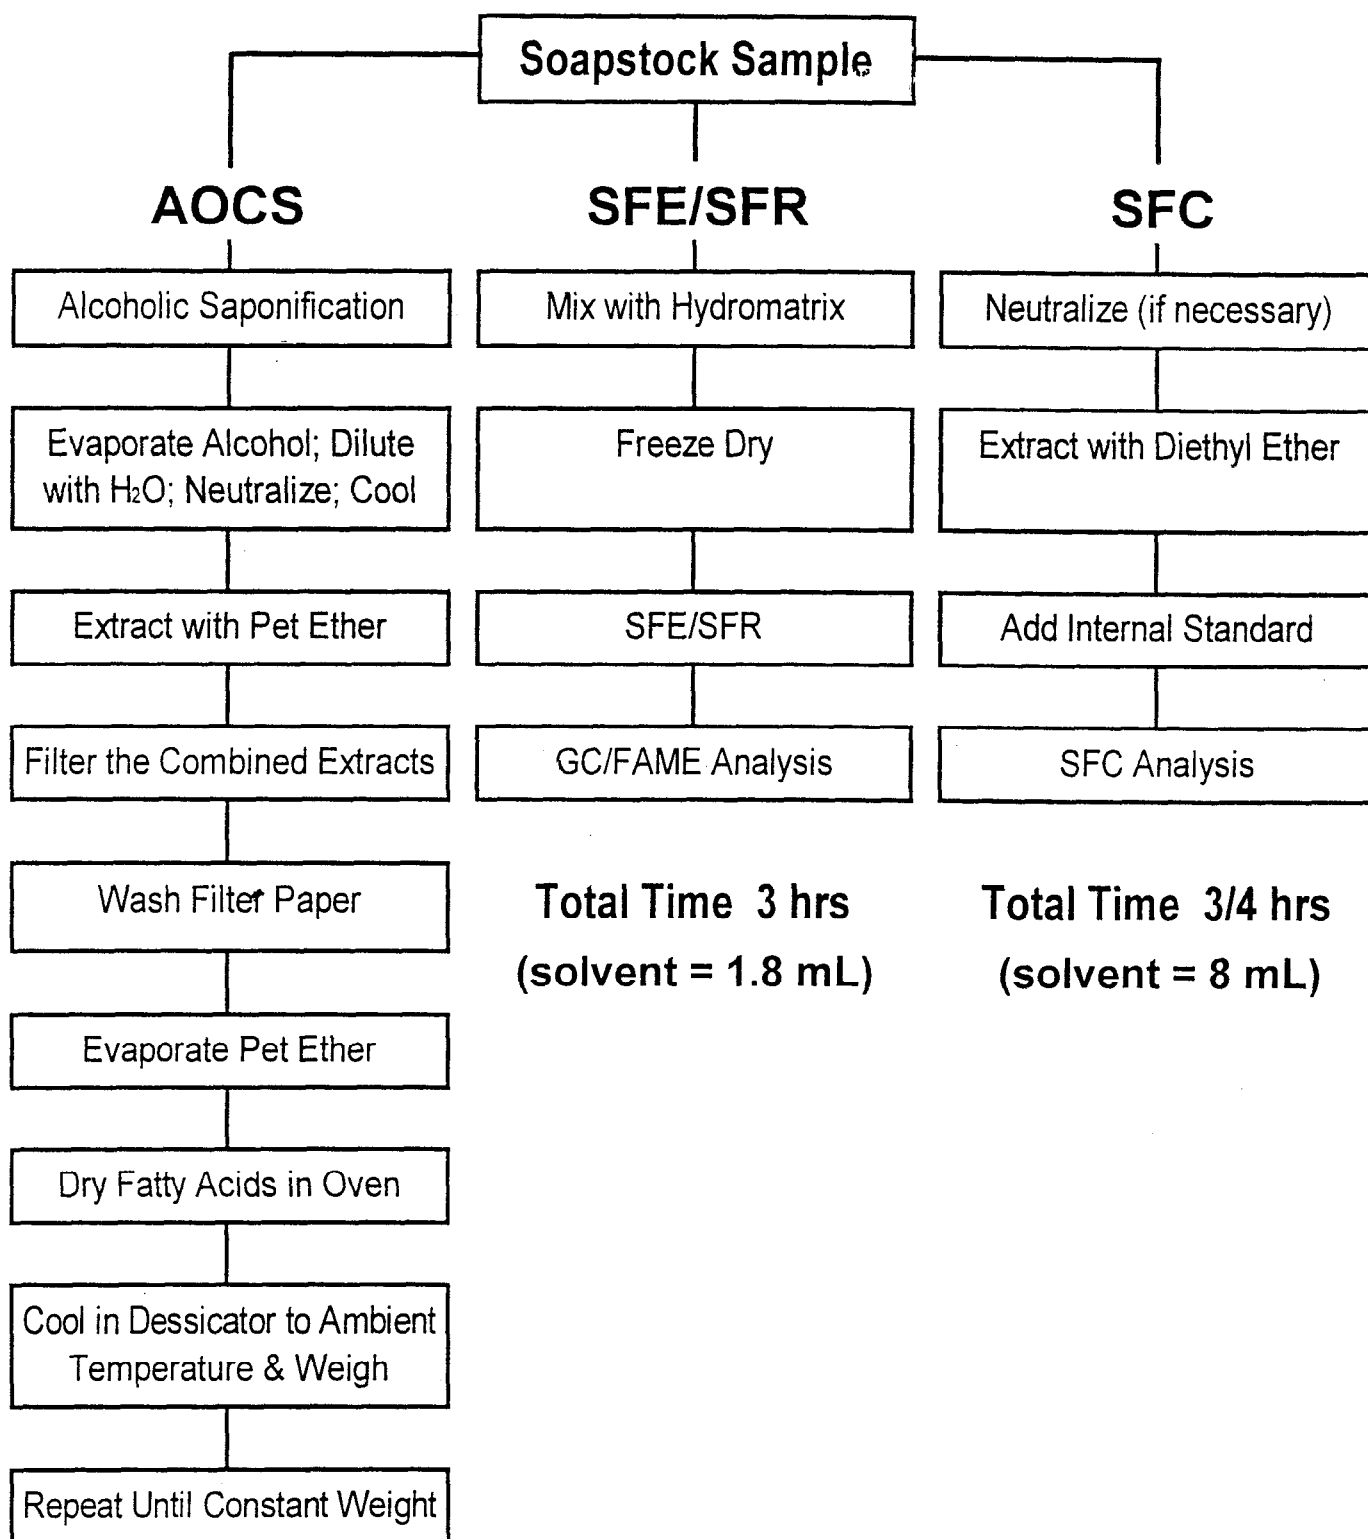 Soapstock Sample
AOCS
Alcoholic Saponification
Evaporate Alcohol; Dilute
with H₂O; Neutralize; Cool
Extract with Pet Ether
Filter the Combined Extracts
Wash Filter Paper
Evaporate Pet Ether
Dry Fatty Acids in Oven
Cool in Dessicator to Ambient
Temperature & Weigh
Repeat Until Constant Weight
SFE/SFR
Mix with Hydromatrix
Freeze Dry
SFE/SFR
GC/FAME Analysis
Total Time 3 hrs
(solvent = 1.8 mL)
SFC
Neutralize (if necessary)
Extract with Diethyl Ether
Add Internal Standard
SFC Analysis
Total Time 3/4 hrs
(solvent = 8 mL)